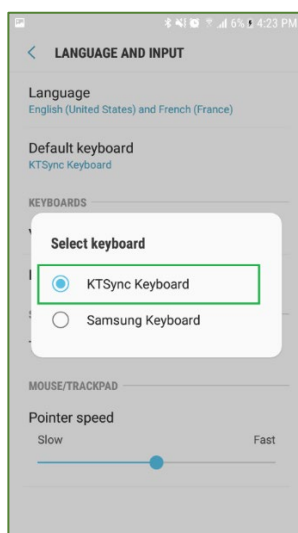 6% 4:23 PM
LANGUAGE AND INPUT
Language
English (United States) and French (France)
Default keyboard
KTSync Keyboard
KEYBOARDS
Select keyboard
KTSync Keyboard
Samsung Keyboard
MOUSE/TRACKPAD
Pointer speed
Slow Fast